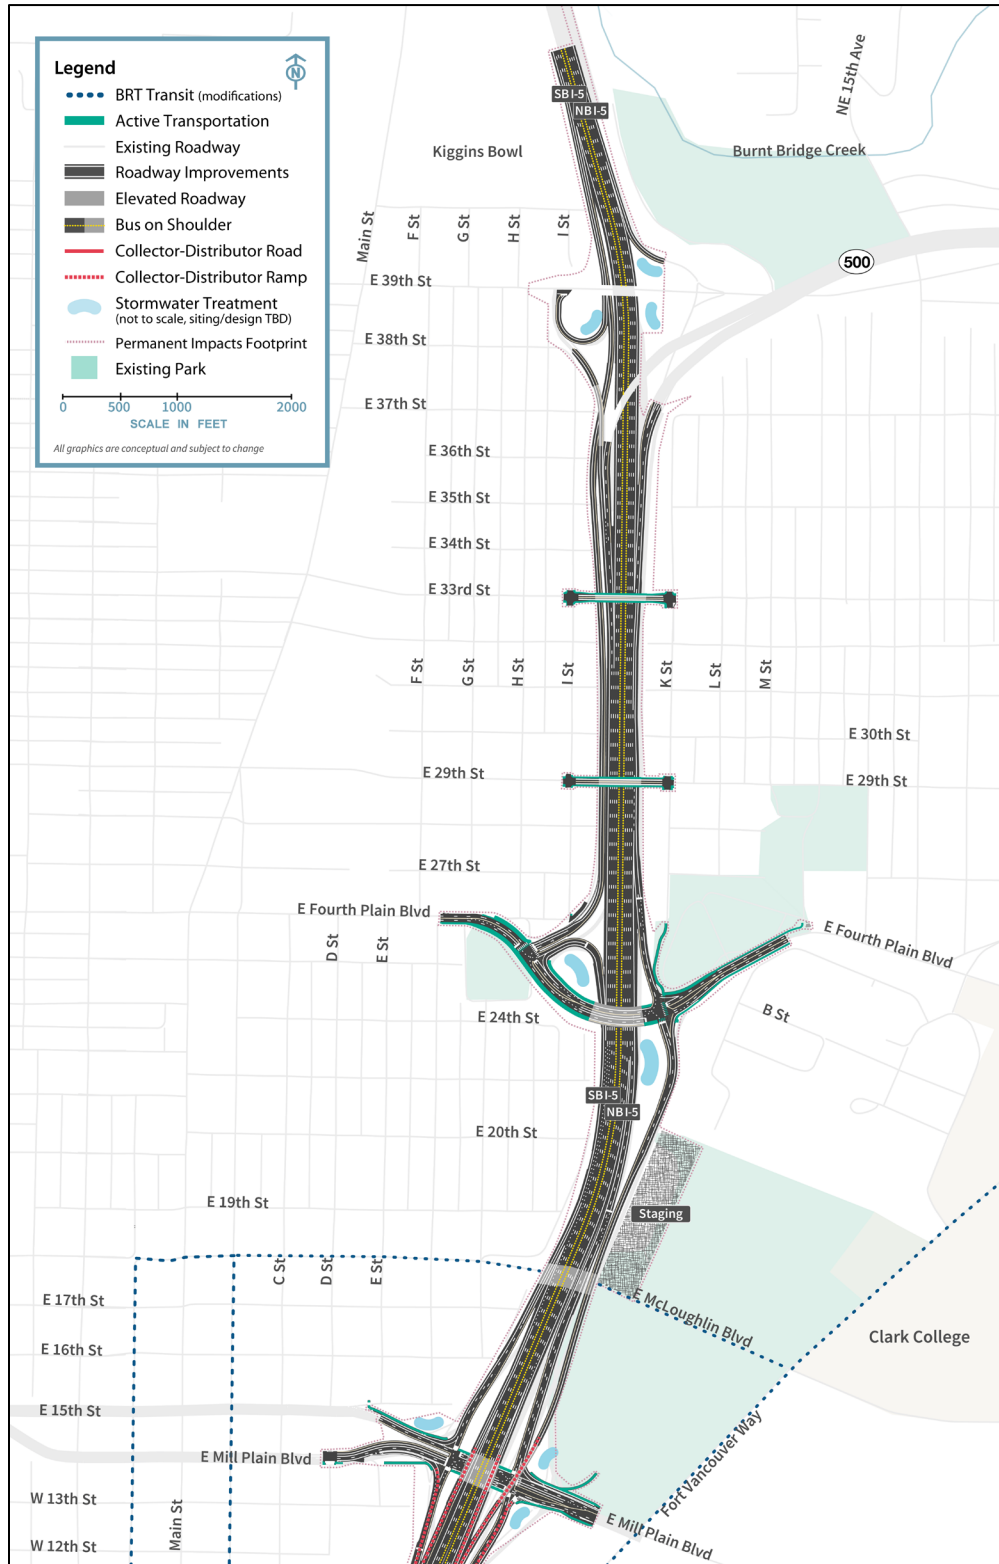 Legend
N
BRT Transit (modifications)
Active Transportation
Existing Roadway
Roadway Improvements
Elevated Roadway
Bus on Shoulder
Collector-Distributor Road
Collector-Distributor Ramp
Stormwater Treatment
(not to scale, siting/design TBD)
Permanent Impacts Footprint
Existing Park
0 500 1000 2000
SCALE IN FEET
All graphics are conceptual and subject to change
SB I-5
NB I-5
NE 15th Ave
Kiggins Bowl
Burnt Bridge Creek
Main St
F St
G St
H St
I St
500
E 39th St
E 38th St
E 37th St
E 36th St
E 35th St
E 34th St
E 33rd St
F St
G St
H St
I St
K St
L St
M St
E 30th St
E 29th St
E 29th St
E 27th St
E Fourth Plain Blvd
D St
E St
E Fourth Plain Blvd
E 24th St
B St
SB I-5
NB I-5
E 20th St
E 19th St
Staging
C St
D St
E St
E 17th St
E McLoughlin Blvd
Clark College
E 16th St
E 15th St
E Mill Plain Blvd
Fort Vancouver Way
W 13th St
Main St
E Mill Plain Blvd
W 12th St